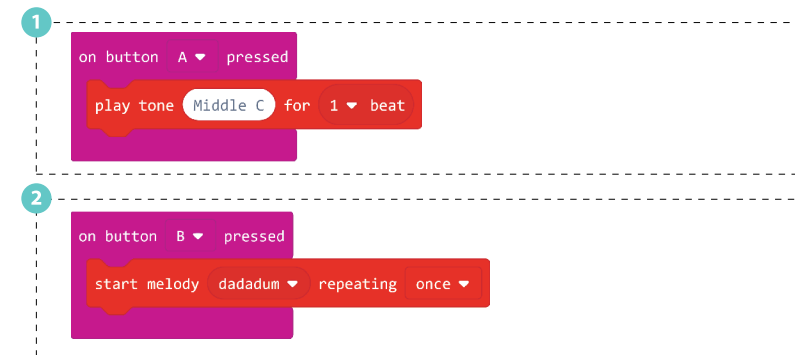 1
on button A pressed
play tone Middle C for 1 beat
2
on button B pressed
start melody dadadum repeating once